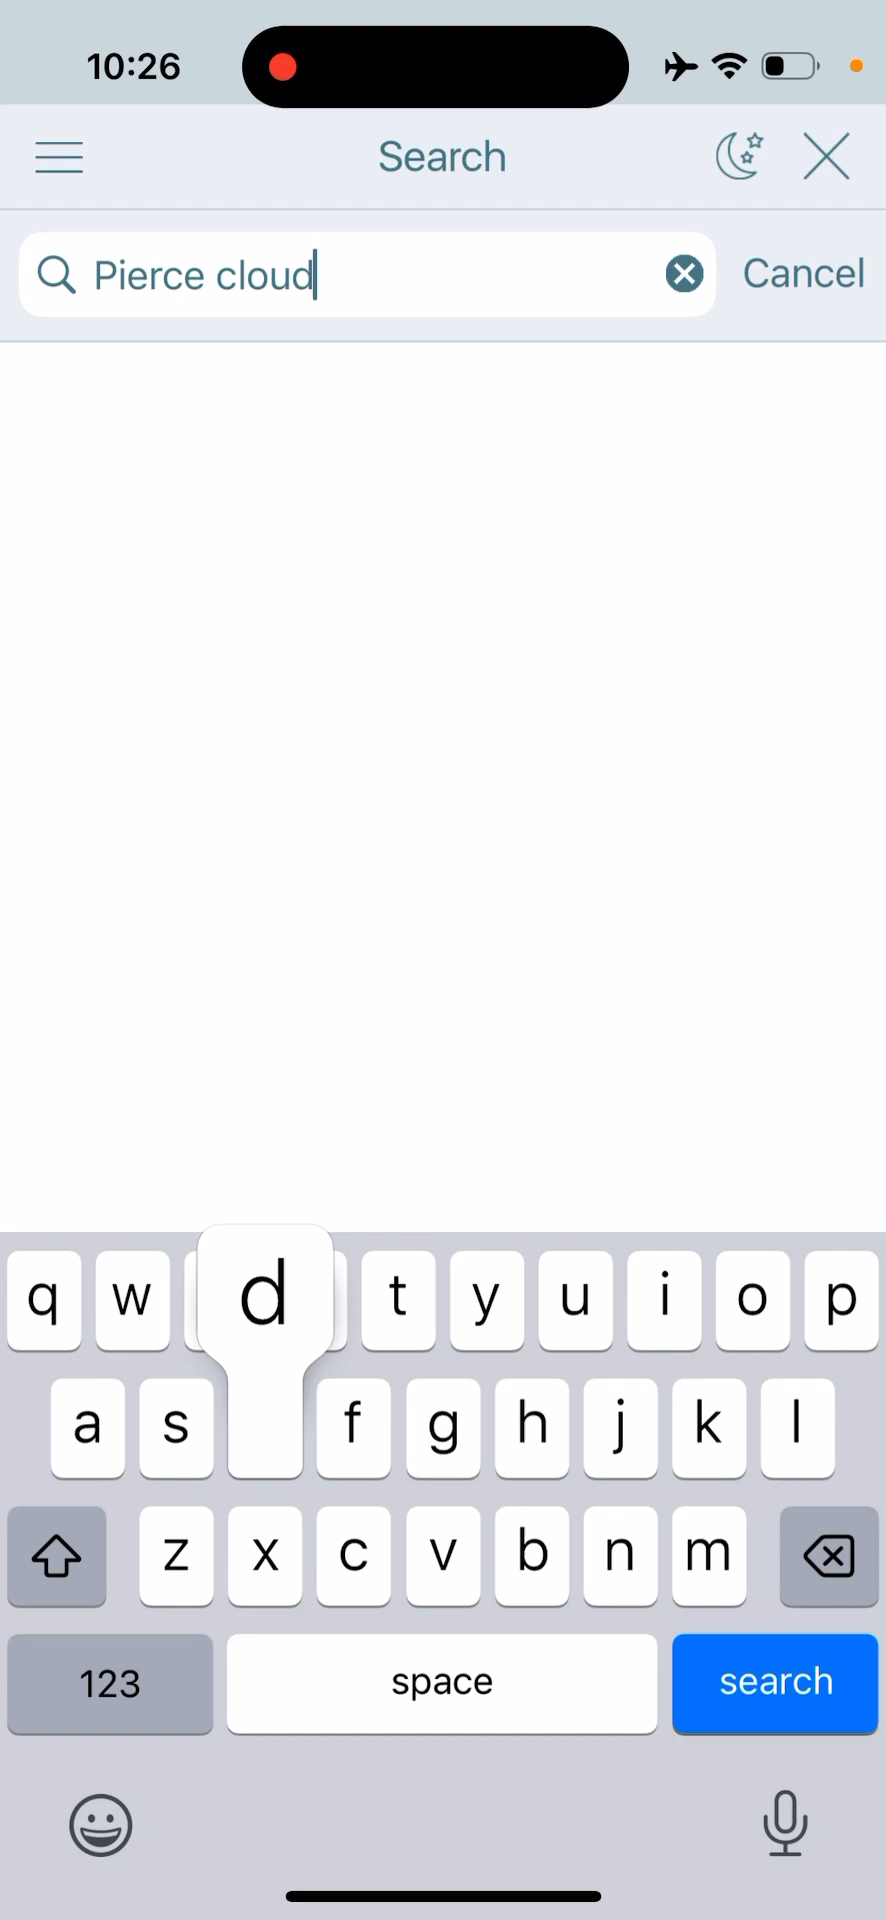 10:26
Search
Pierce cloud
Cancel
q w d t y u i o p
a s f g h j k l
z x c v b n m
123 space search